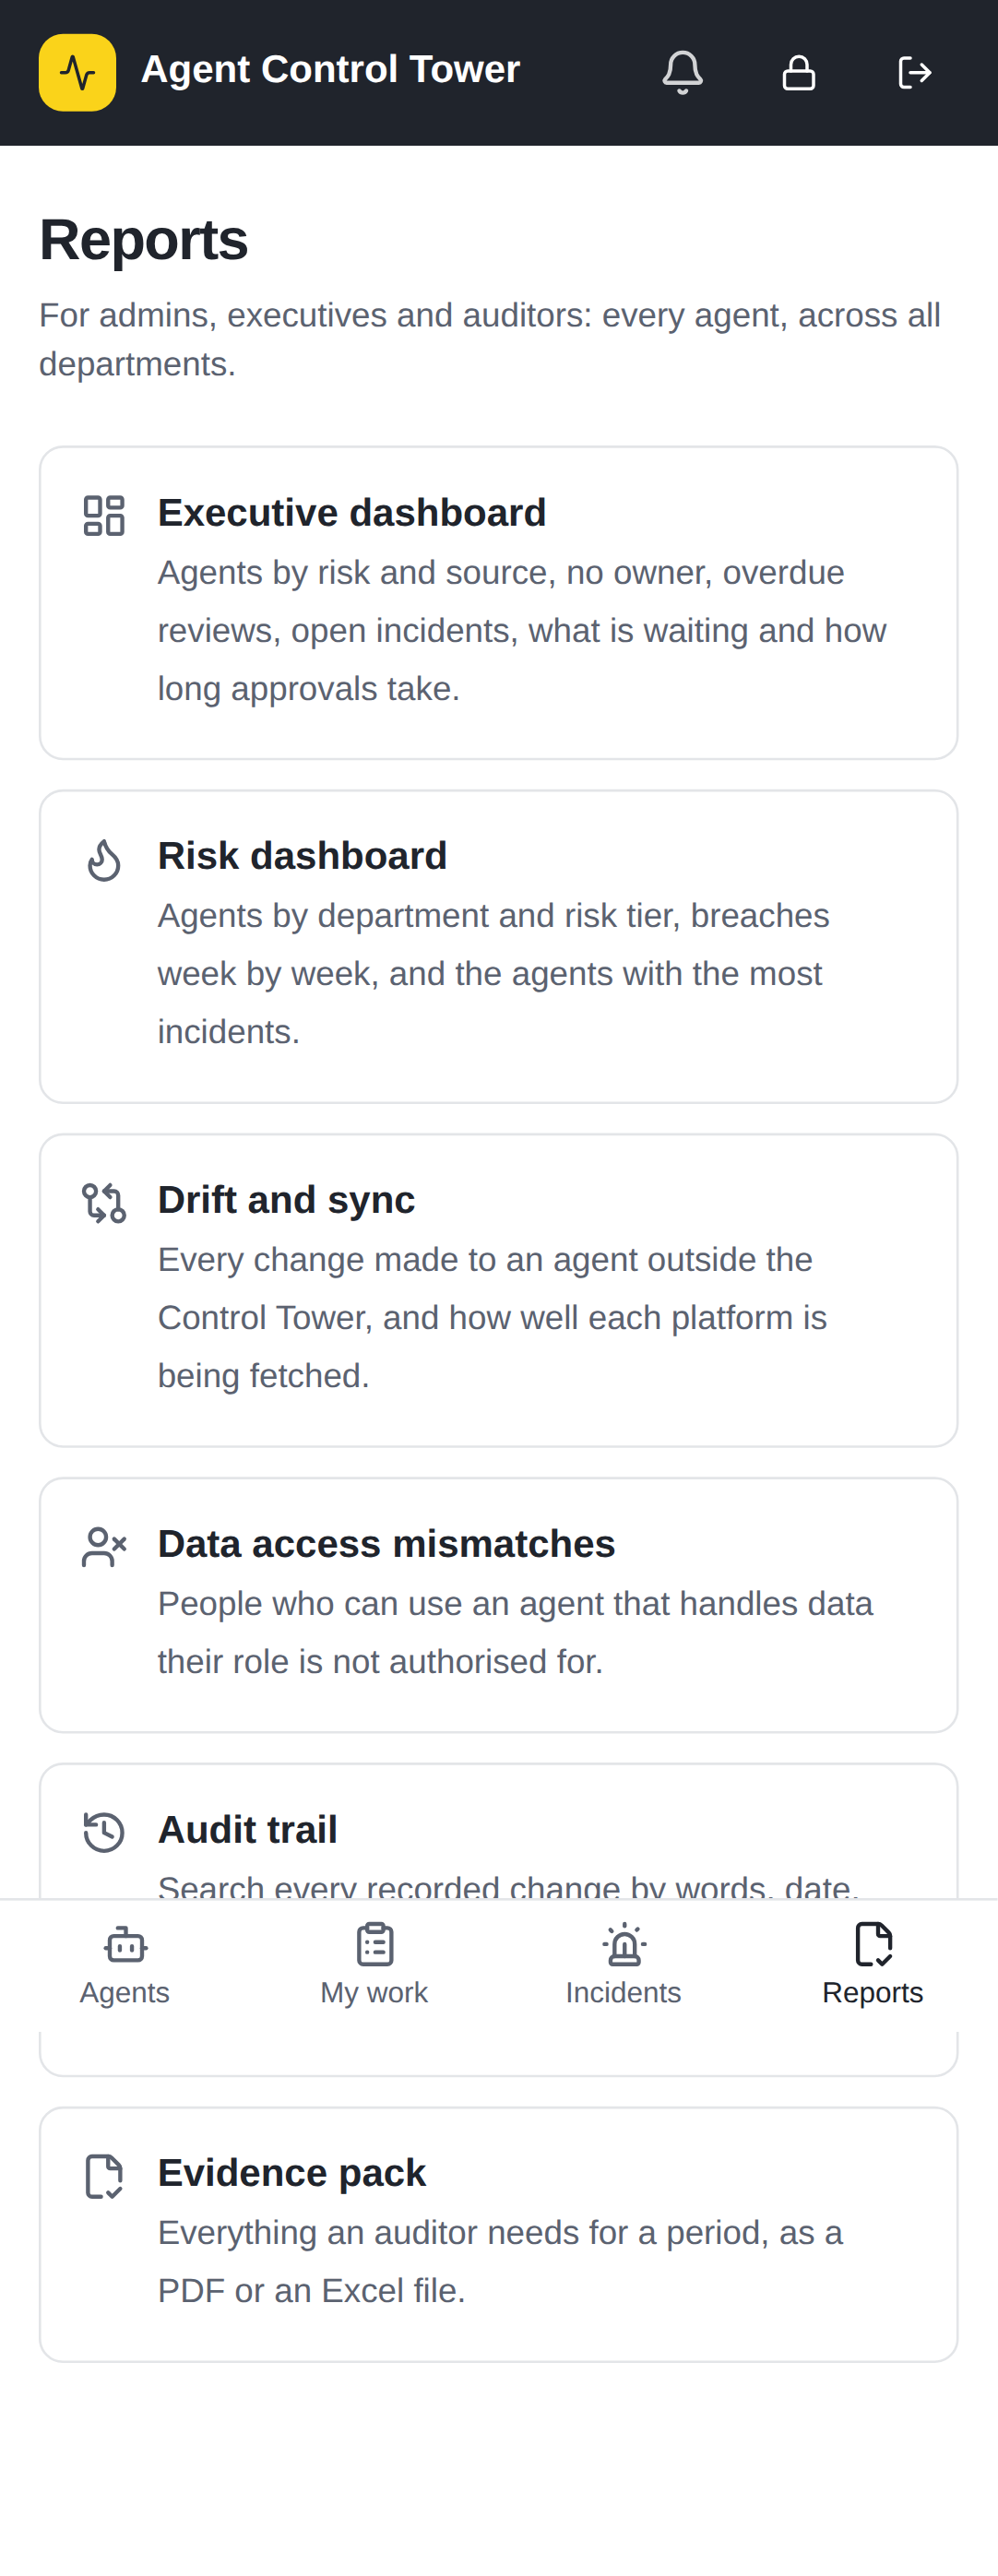 Agent Control Tower
Reports
For admins, executives and auditors: every agent, across all
departments.
Executive dashboard
Agents by risk and source, no owner, overdue
reviews, open incidents, what is waiting and how
long approvals take.
Risk dashboard
Agents by department and risk tier, breaches
week by week, and the agents with the most
incidents.
Drift and sync
Every change made to an agent outside the
Control Tower, and how well each platform is
being fetched.
Data access mismatches
People who can use an agent that handles data
their role is not authorised for.
Audit trail
Search every recorded change by words, date,
Agents
My work
Incidents
Reports
Evidence pack
Everything an auditor needs for a period, as a
PDF or an Excel file.